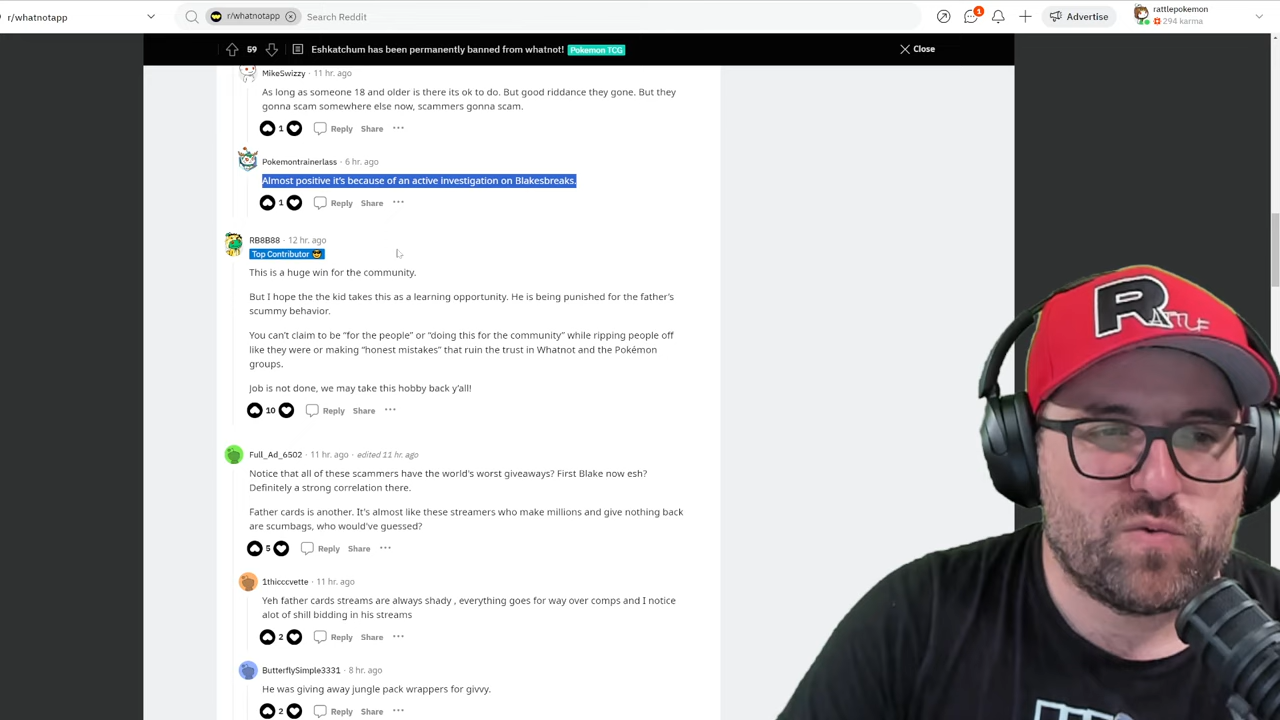 r/whatnotapp
r/whatnotapp
Search Reddit
1
Advertise
rattlepokemon
294 karma
59
Eshkatchum has been permanently banned from whatnot! Pokemon TCG
Close
MikeSwizzy · 11 hr. ago
As long as someone 18 and older is there its ok to do. But good riddance they gone. But they
gonna scam somewhere else now, scammers gonna scam.
1 Reply Share ···
Pokemontrainerlass · 6 hr. ago
Almost positive it's because of an active investigation on Blakesbreaks.
1 Reply Share ···
RB8B88 · 12 hr. ago
Top Contributor 😎
This is a huge win for the community.
But I hope the the kid takes this as a learning opportunity. He is being punished for the father's
scummy behavior.
You can't claim to be “for the people” or “doing this for the community” while ripping people off
like they were or making “honest mistakes” that ruin the trust in Whatnot and the Pokémon
groups.
Job is not done, we may take this hobby back y'all!
10 Reply Share ···
Full_Ad_6502 · 11 hr. ago · edited 11 hr. ago
Notice that all of these scammers have the world's worst giveaways? First Blake now esh?
Definitely a strong correlation there.
Father cards is another. It's almost like these streamers who make millions and give nothing back
are scumbags, who would've guessed?
5 Reply Share ···
1thicccvette · 11 hr. ago
Yeh father cards streams are always shady , everything goes for way over comps and I notice
alot of shill bidding in his streams
2 Reply Share ···
ButterflySimple3331 · 8 hr. ago
He was giving away jungle pack wrappers for givvy.
2 Reply Share ···
RATTLE